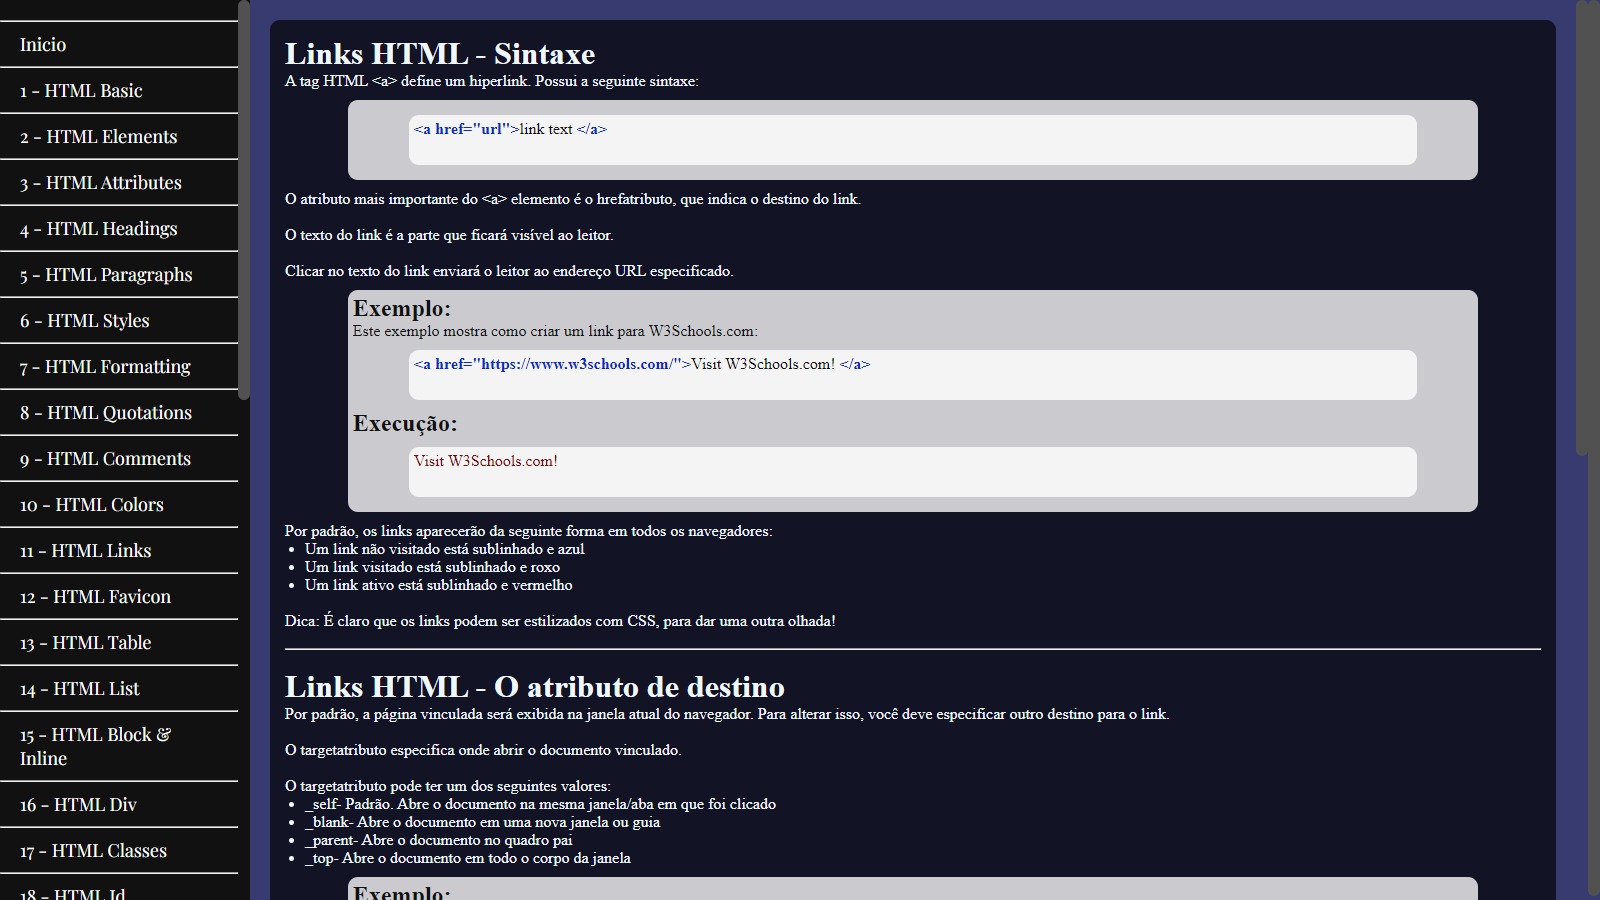 Inicio
1 - HTML Basic
2 - HTML Elements
3 - HTML Attributes
4 - HTML Headings
5 - HTML Paragraphs
6 - HTML Styles
7 - HTML Formatting
8 - HTML Quotations
9 - HTML Comments
10 - HTML Colors
11 - HTML Links
12 - HTML Favicon
13 - HTML Table
14 - HTML List
15 - HTML Block &
Inline
16 - HTML Div
17 - HTML Classes
18 - HTML Id
Links HTML - Sintaxe
A tag HTML <a> define um hiperlink. Possui a seguinte sintaxe:
<a href="url">link text </a>
O atributo mais importante do <a> elemento é o hrefatributo, que indica o destino do link.
O texto do link é a parte que ficará visível ao leitor.
Clicar no texto do link enviará o leitor ao endereço URL especificado.
Exemplo:
Este exemplo mostra como criar um link para W3Schools.com:
<a href="https://www.w3schools.com/">Visit W3Schools.com! </a>
Execução:
Visit W3Schools.com!
Por padrão, os links aparecerão da seguinte forma em todos os navegadores:
• Um link não visitado está sublinhado e azul
• Um link visitado está sublinhado e roxo
• Um link ativo está sublinhado e vermelho
Dica: É claro que os links podem ser estilizados com CSS, para dar uma outra olhada!
Links HTML - O atributo de destino
Por padrão, a página vinculada será exibida na janela atual do navegador. Para alterar isso, você deve especificar outro destino para o link.
O targetatributo especifica onde abrir o documento vinculado.
O targetatributo pode ter um dos seguintes valores:
• _self- Padrão. Abre o documento na mesma janela/aba em que foi clicado
• _blank- Abre o documento em uma nova janela ou guia
• _parent- Abre o documento no quadro pai
• _top- Abre o documento em todo o corpo da janela
Exemplo: